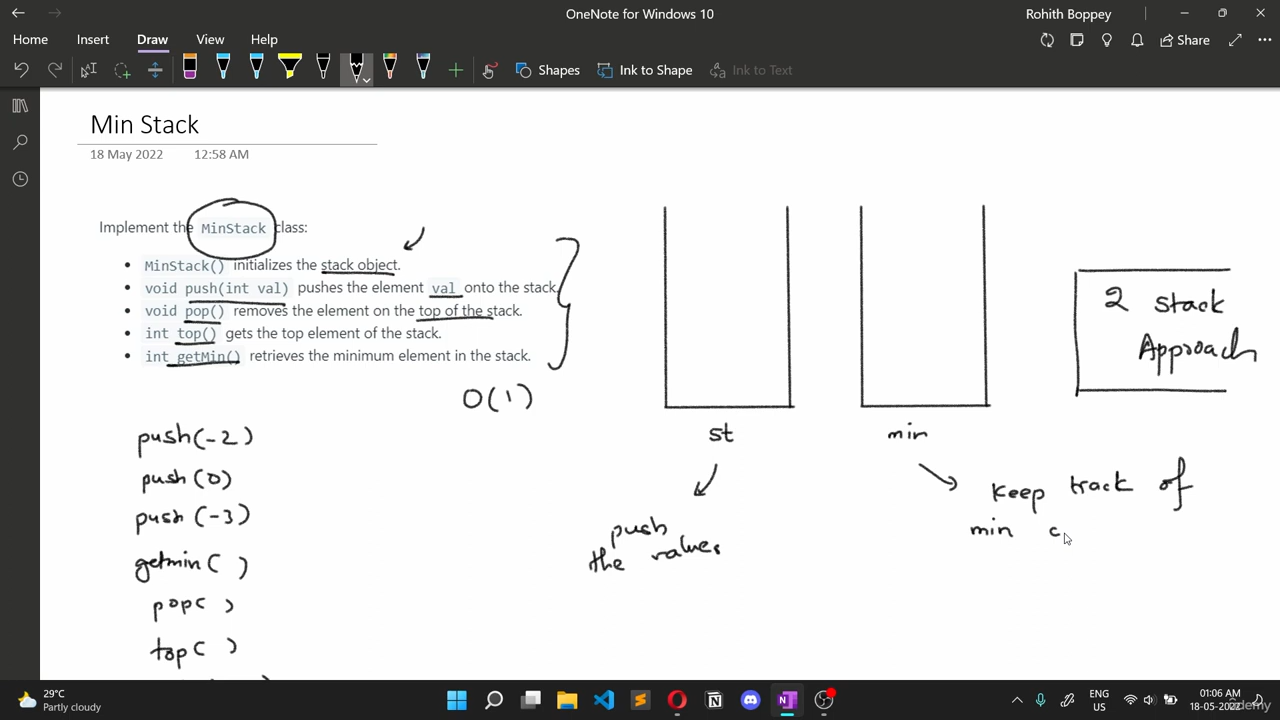 OneNote for Windows 10
Rohith Boppey
Home Insert Draw View Help
Share
Shapes Ink to Shape Ink to Text
Min Stack
18 May 2022 12:58 AM
Implement the MinStack class:
• MinStack() initializes the stack object.
• void push(int val) pushes the element val onto the stack.
• void pop() removes the element on the top of the stack.
• int top() gets the top element of the stack.
• int getMin() retrieves the minimum element in the stack.
O(1)
2 Stack
Approach
st
min
push(-2)
push(0)
push(-3)
getmin( )
pop( )
top( )
push
the values
keep track of
min c
29°C
Partly cloudy
ENG
US
01:06 AM
18-05-2022
udemy